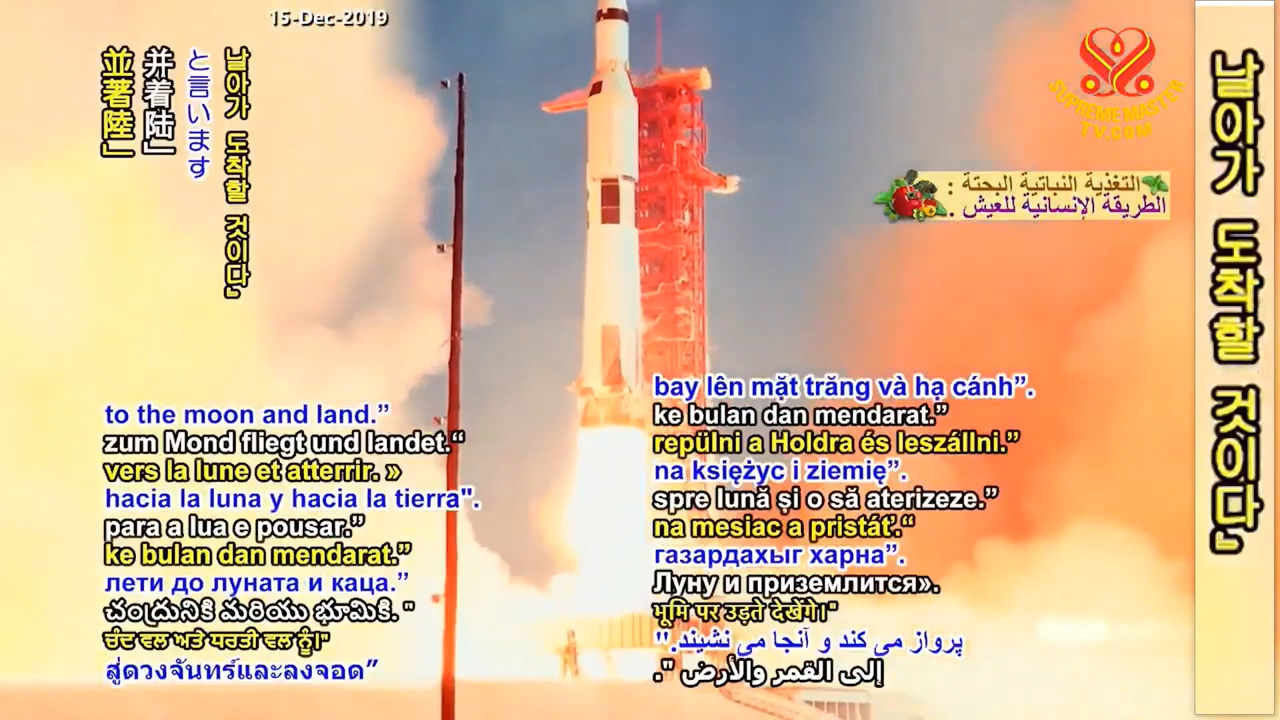 15-Dec-2019
날아가 도착할 것이다」
と言います
并着陆」
並著陸」
SUPREME MASTER
TV.COM
التغذية النباتية البحتة :
الطريقة الإنسانية للعيش .
날아가 도착할 것이다」
to the moon and land.”
zum Mond fliegt und landet.“
vers la lune et atterrir. »
hacia la luna y hacia la tierra".
para a lua e pousar.”
ke bulan dan mendarat.”
лети до луната и каца.”
చంద్రునికి మరియు భూమికి. "
ਚੰਦ ਵਲ ਅਤੇ ਧਰਤੀ ਵਲ ਨੂੰ।"
สู่ดวงจันทร์และลงจอด”
bay lên mặt trăng và hạ cánh”.
ke bulan dan mendarat.”
repülni a Holdra és leszállni.”
na księżyc i ziemię”.
spre lună și o să aterizeze.”
na mesiac a pristáť.“
газардахыг харна”.
Луну и приземлится».
भूमि पर उड़ते देखेंगे।"
پرواز می کند و آنجا می نشیند."
إلى القمر والأرض ".